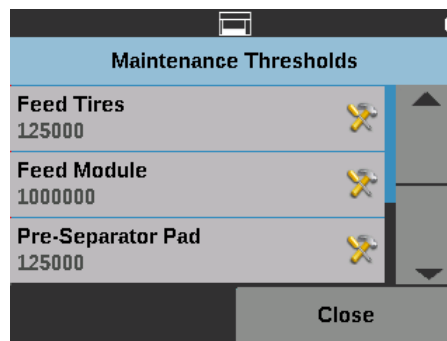 Maintenance Thresholds
Feed Tires
125000
Feed Module
1000000
Pre-Separator Pad
125000
Close